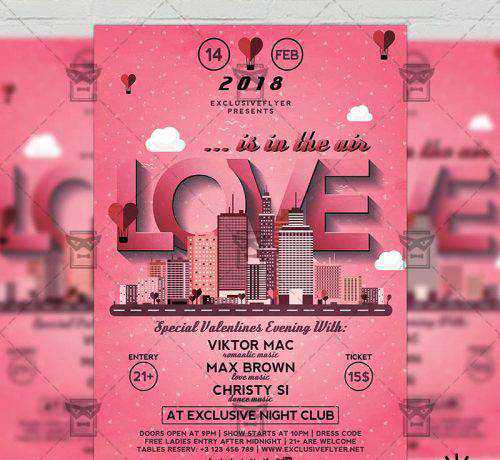 14 FEB
2018
EXCLUSIVEFLYER
PRESENTS
... is in the air
LOVE
Special Valentines Evening With:
VIKTOR MAC
romantic music
MAX BROWN
love music
CHRISTY SI
dance music
ENTERY
21+
TICKET
15$
AT EXCLUSIVE NIGHT CLUB
DOORS OPEN AT 9PM | SHOW STARTS AT 10PM | DRESS CODE
FREE LADIES ENTRY AFTER MIDNIGHT | 21+ ARE WELCOME
TABLES RESERV: +3 123 456 789 | WWW.EXCLUSIVEFLYER.NET